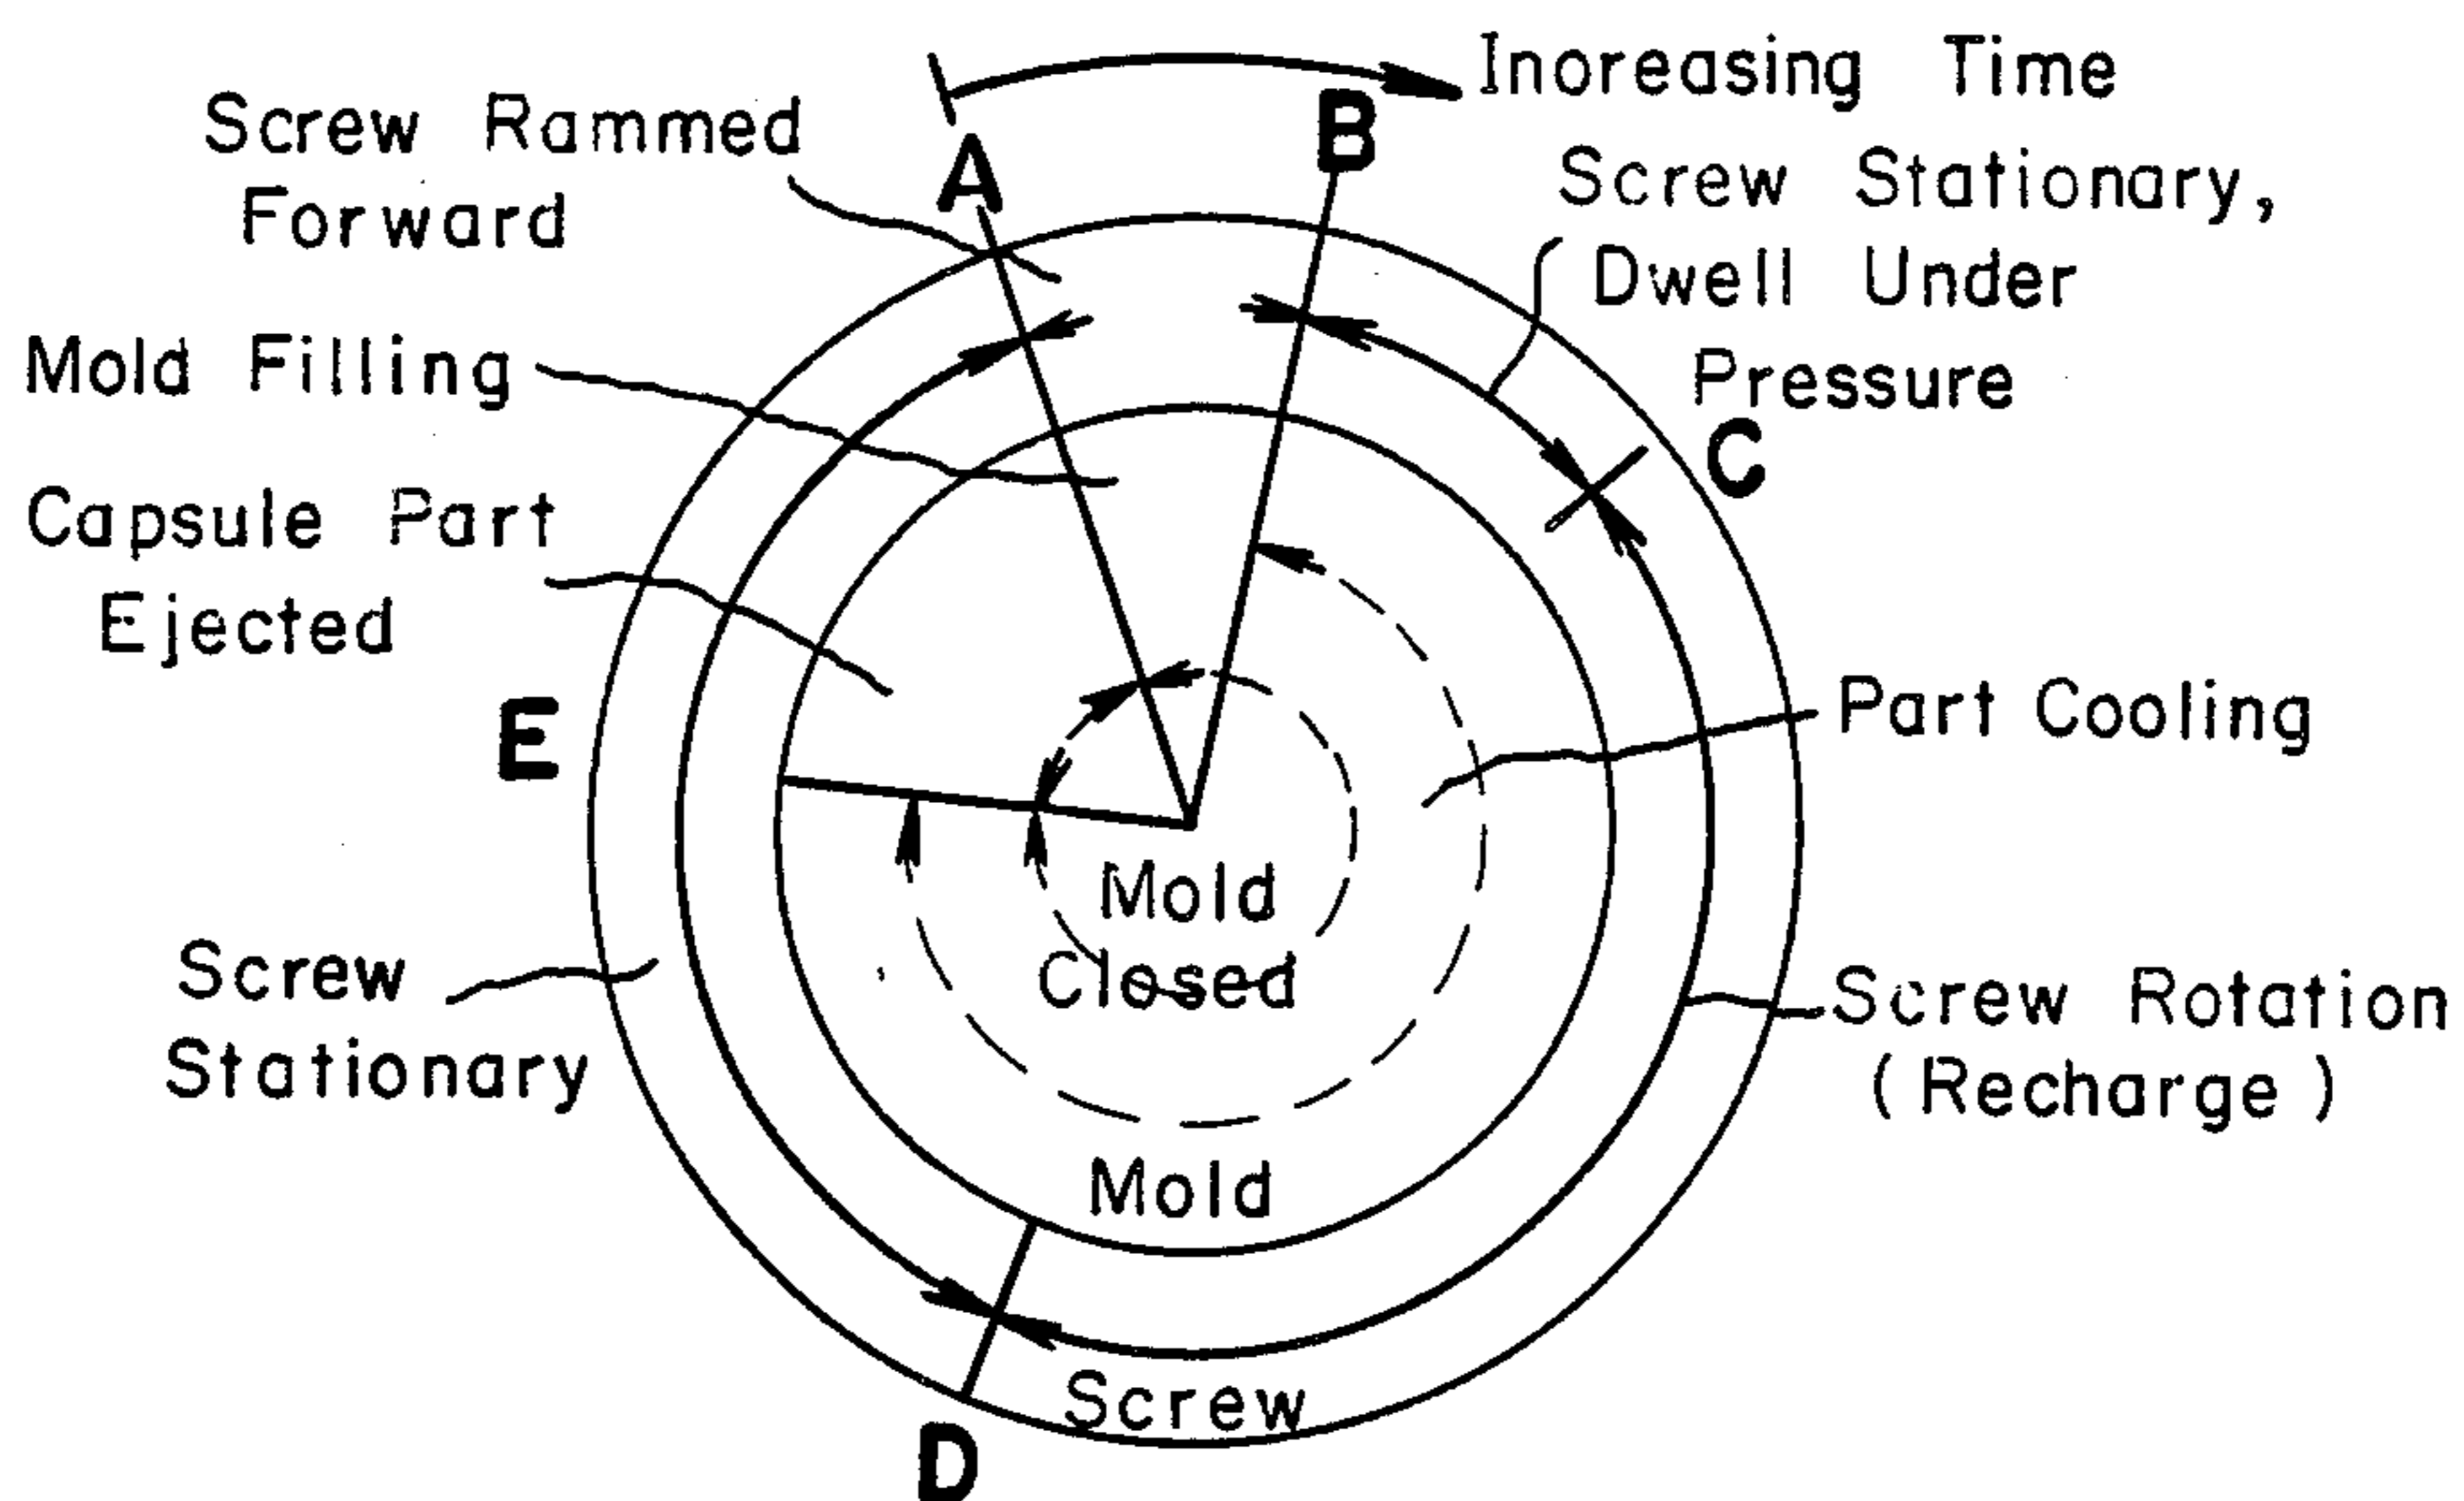 Inoreasing Time
A
B
Screw Rammed
Forward
Screw Stationary,
Dwell Under
Pressure
C
Mold Filling
Capsule Part
Ejected
E
Part Cooling
Mold
Closed
Screw
Stationary
Screw Rotation
(Recharge)
Mold
Screw
D